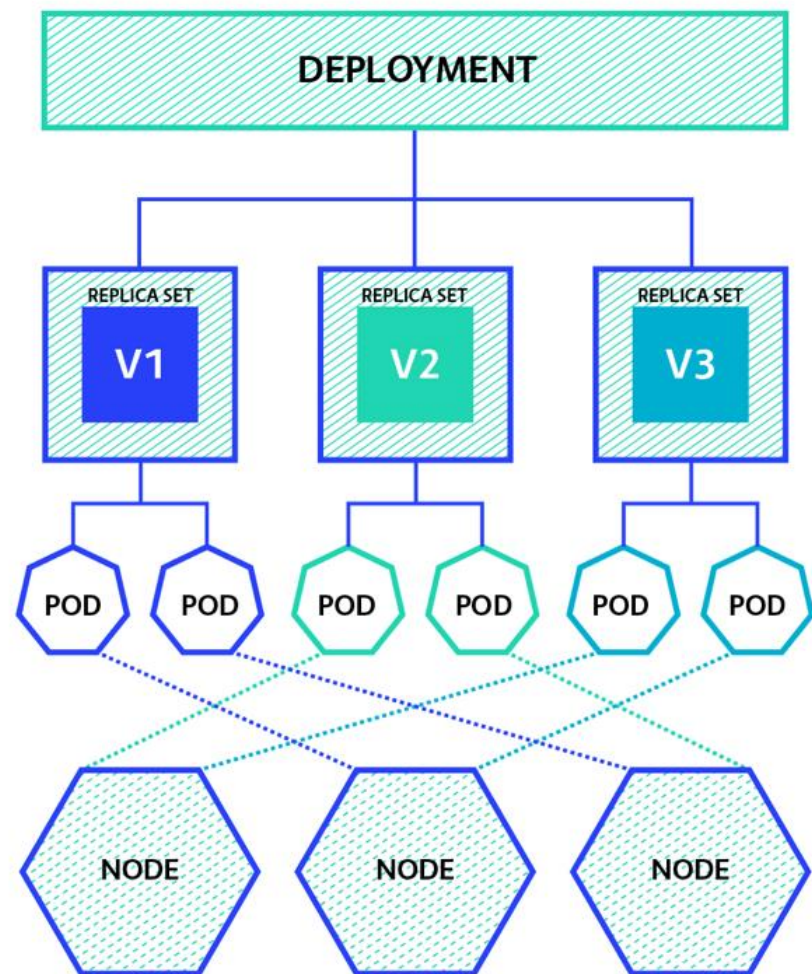 DEPLOYMENT
REPLICA SET
V1
REPLICA SET
V2
REPLICA SET
V3
POD
POD
POD
POD
POD
POD
NODE
NODE
NODE